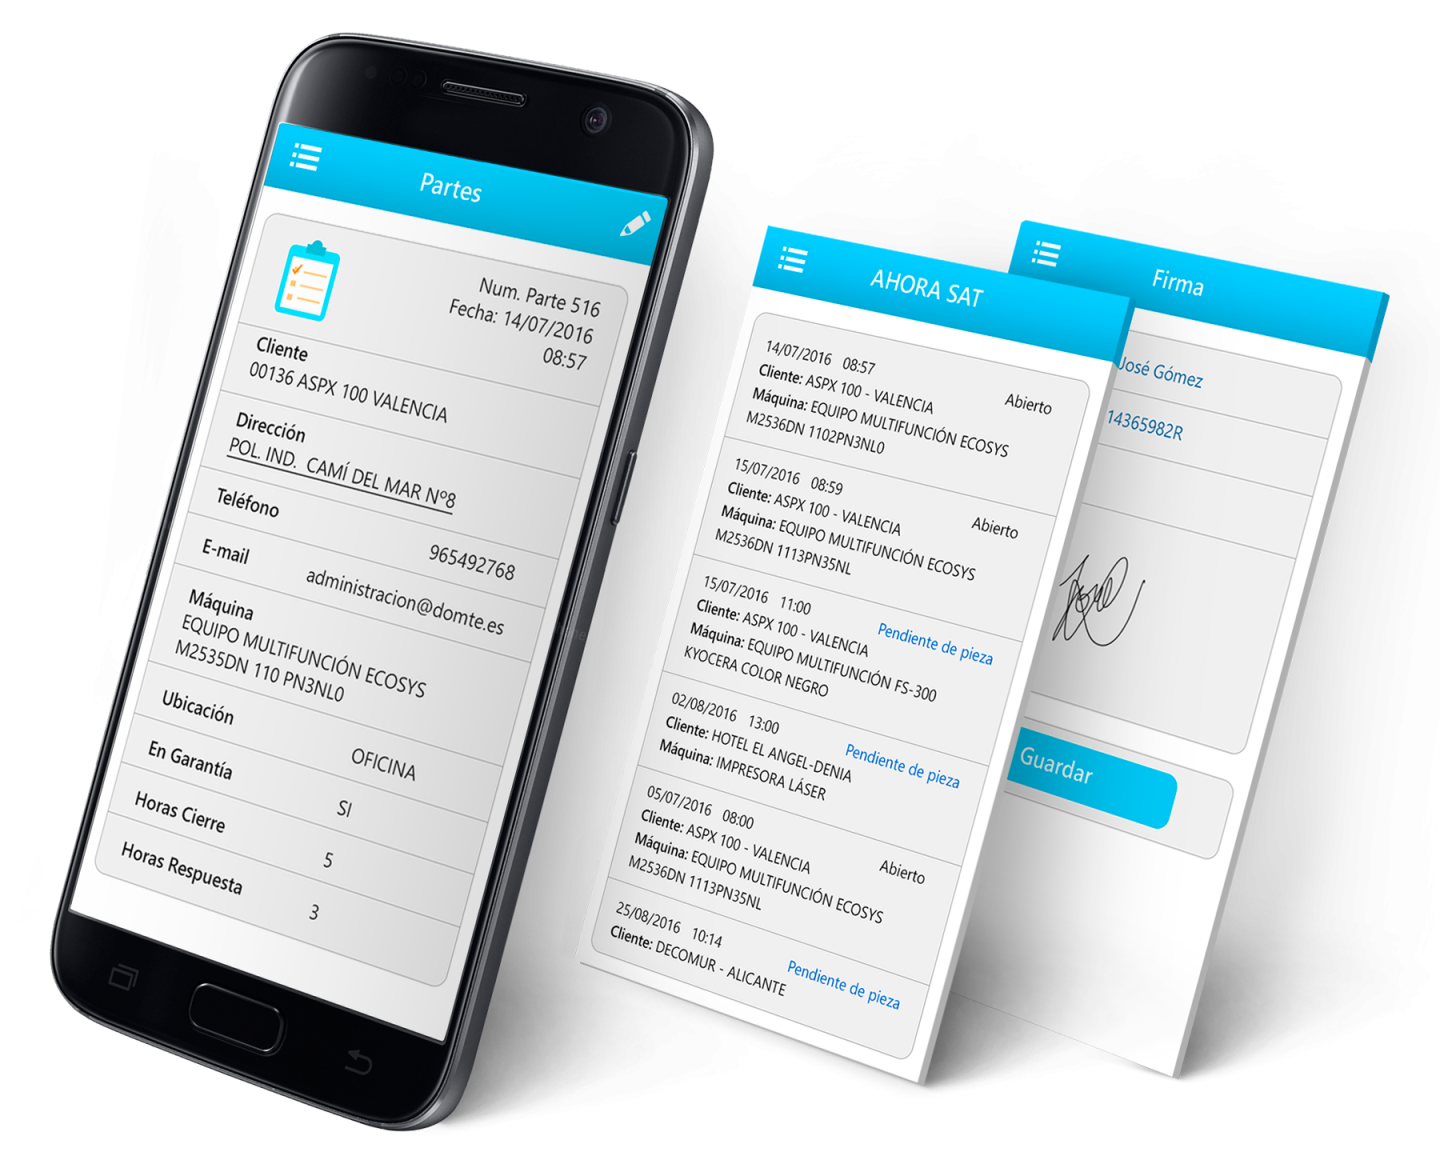 Partes
Num. Parte 516
Fecha: 14/07/2016
08:57
Cliente
00136 ASPX 100 VALENCIA
Dirección
POL. IND. CAMÍ DEL MAR Nº8
Teléfono
965492768
E-mail
administracion@domte.es
Máquina
EQUIPO MULTIFUNCIÓN ECOSYS
M2535DN 110 PN3NL0
Ubicación
OFICINA
En Garantía
SI
Horas Cierre
5
Horas Respuesta
3
AHORA SAT
14/07/2016 08:57
Cliente: ASPX 100 - VALENCIA
Abierto
Máquina: EQUIPO MULTIFUNCIÓN ECOSYS
M2536DN 1102PN3NL0
15/07/2016 08:59
Cliente: ASPX 100 - VALENCIA
Abierto
Máquina: EQUIPO MULTIFUNCIÓN ECOSYS
M2536DN 1113PN35NL
15/07/2016 11:00
Cliente: ASPX 100 - VALENCIA
Pendiente de pieza
Máquina: EQUIPO MULTIFUNCIÓN FS-300
KYOCERA COLOR NEGRO
02/08/2016 13:00
Cliente: HOTEL EL ANGEL-DENIA
Pendiente de pieza
Máquina: IMPRESORA LÁSER
05/07/2016 08:00
Cliente: ASPX 100 - VALENCIA
Abierto
Máquina: EQUIPO MULTIFUNCIÓN ECOSYS
M2536DN 1113PN35NL
25/08/2016 10:14
Cliente: DECOMUR - ALICANTE
Pendiente de pieza
Firma
José Gómez
14365982R
Guardar